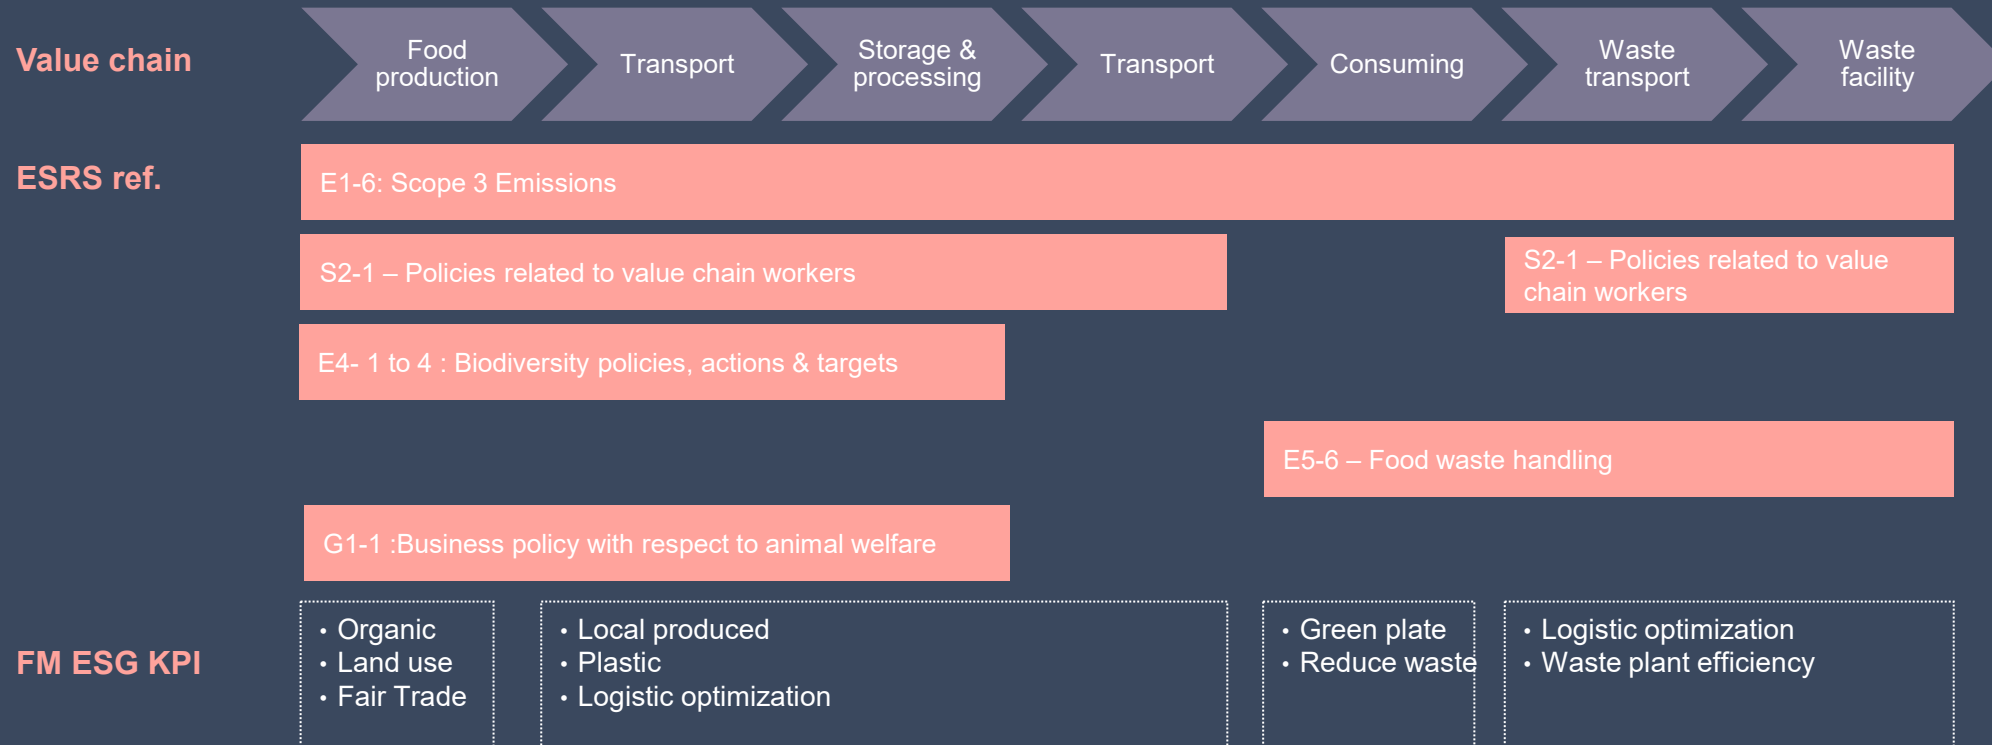 Value chain
Food
production
Transport
Storage &
processing
Transport
Consuming
Waste
transport
Waste
facility
ESRS ref.
E1-6: Scope 3 Emissions
S2-1 – Policies related to value chain workers
S2-1 – Policies related to value
chain workers
E4- 1 to 4 : Biodiversity policies, actions & targets
E5-6 – Food waste handling
G1-1 :Business policy with respect to animal welfare
FM ESG KPI
• Organic
• Land use
• Fair Trade
• Local produced
• Plastic
• Logistic optimization
• Green plate
• Reduce waste
• Logistic optimization
• Waste plant efficiency